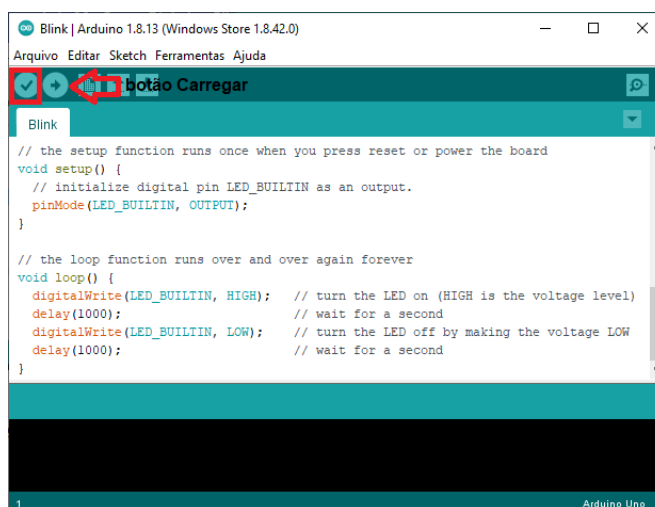 Blink | Arduino 1.8.13 (Windows Store 1.8.42.0)
Arquivo Editar Sketch Ferramentas Ajuda
botão Carregar
Blink
// the setup function runs once when you press reset or power the board
void setup() {
  // initialize digital pin LED_BUILTIN as an output.
  pinMode(LED_BUILTIN, OUTPUT);
}

// the loop function runs over and over again forever
void loop() {
  digitalWrite(LED_BUILTIN, HIGH);   // turn the LED on (HIGH is the voltage level)
  delay(1000);                       // wait for a second
  digitalWrite(LED_BUILTIN, LOW);    // turn the LED off by making the voltage LOW
  delay(1000);                       // wait for a second
}
1 Arduino Uno